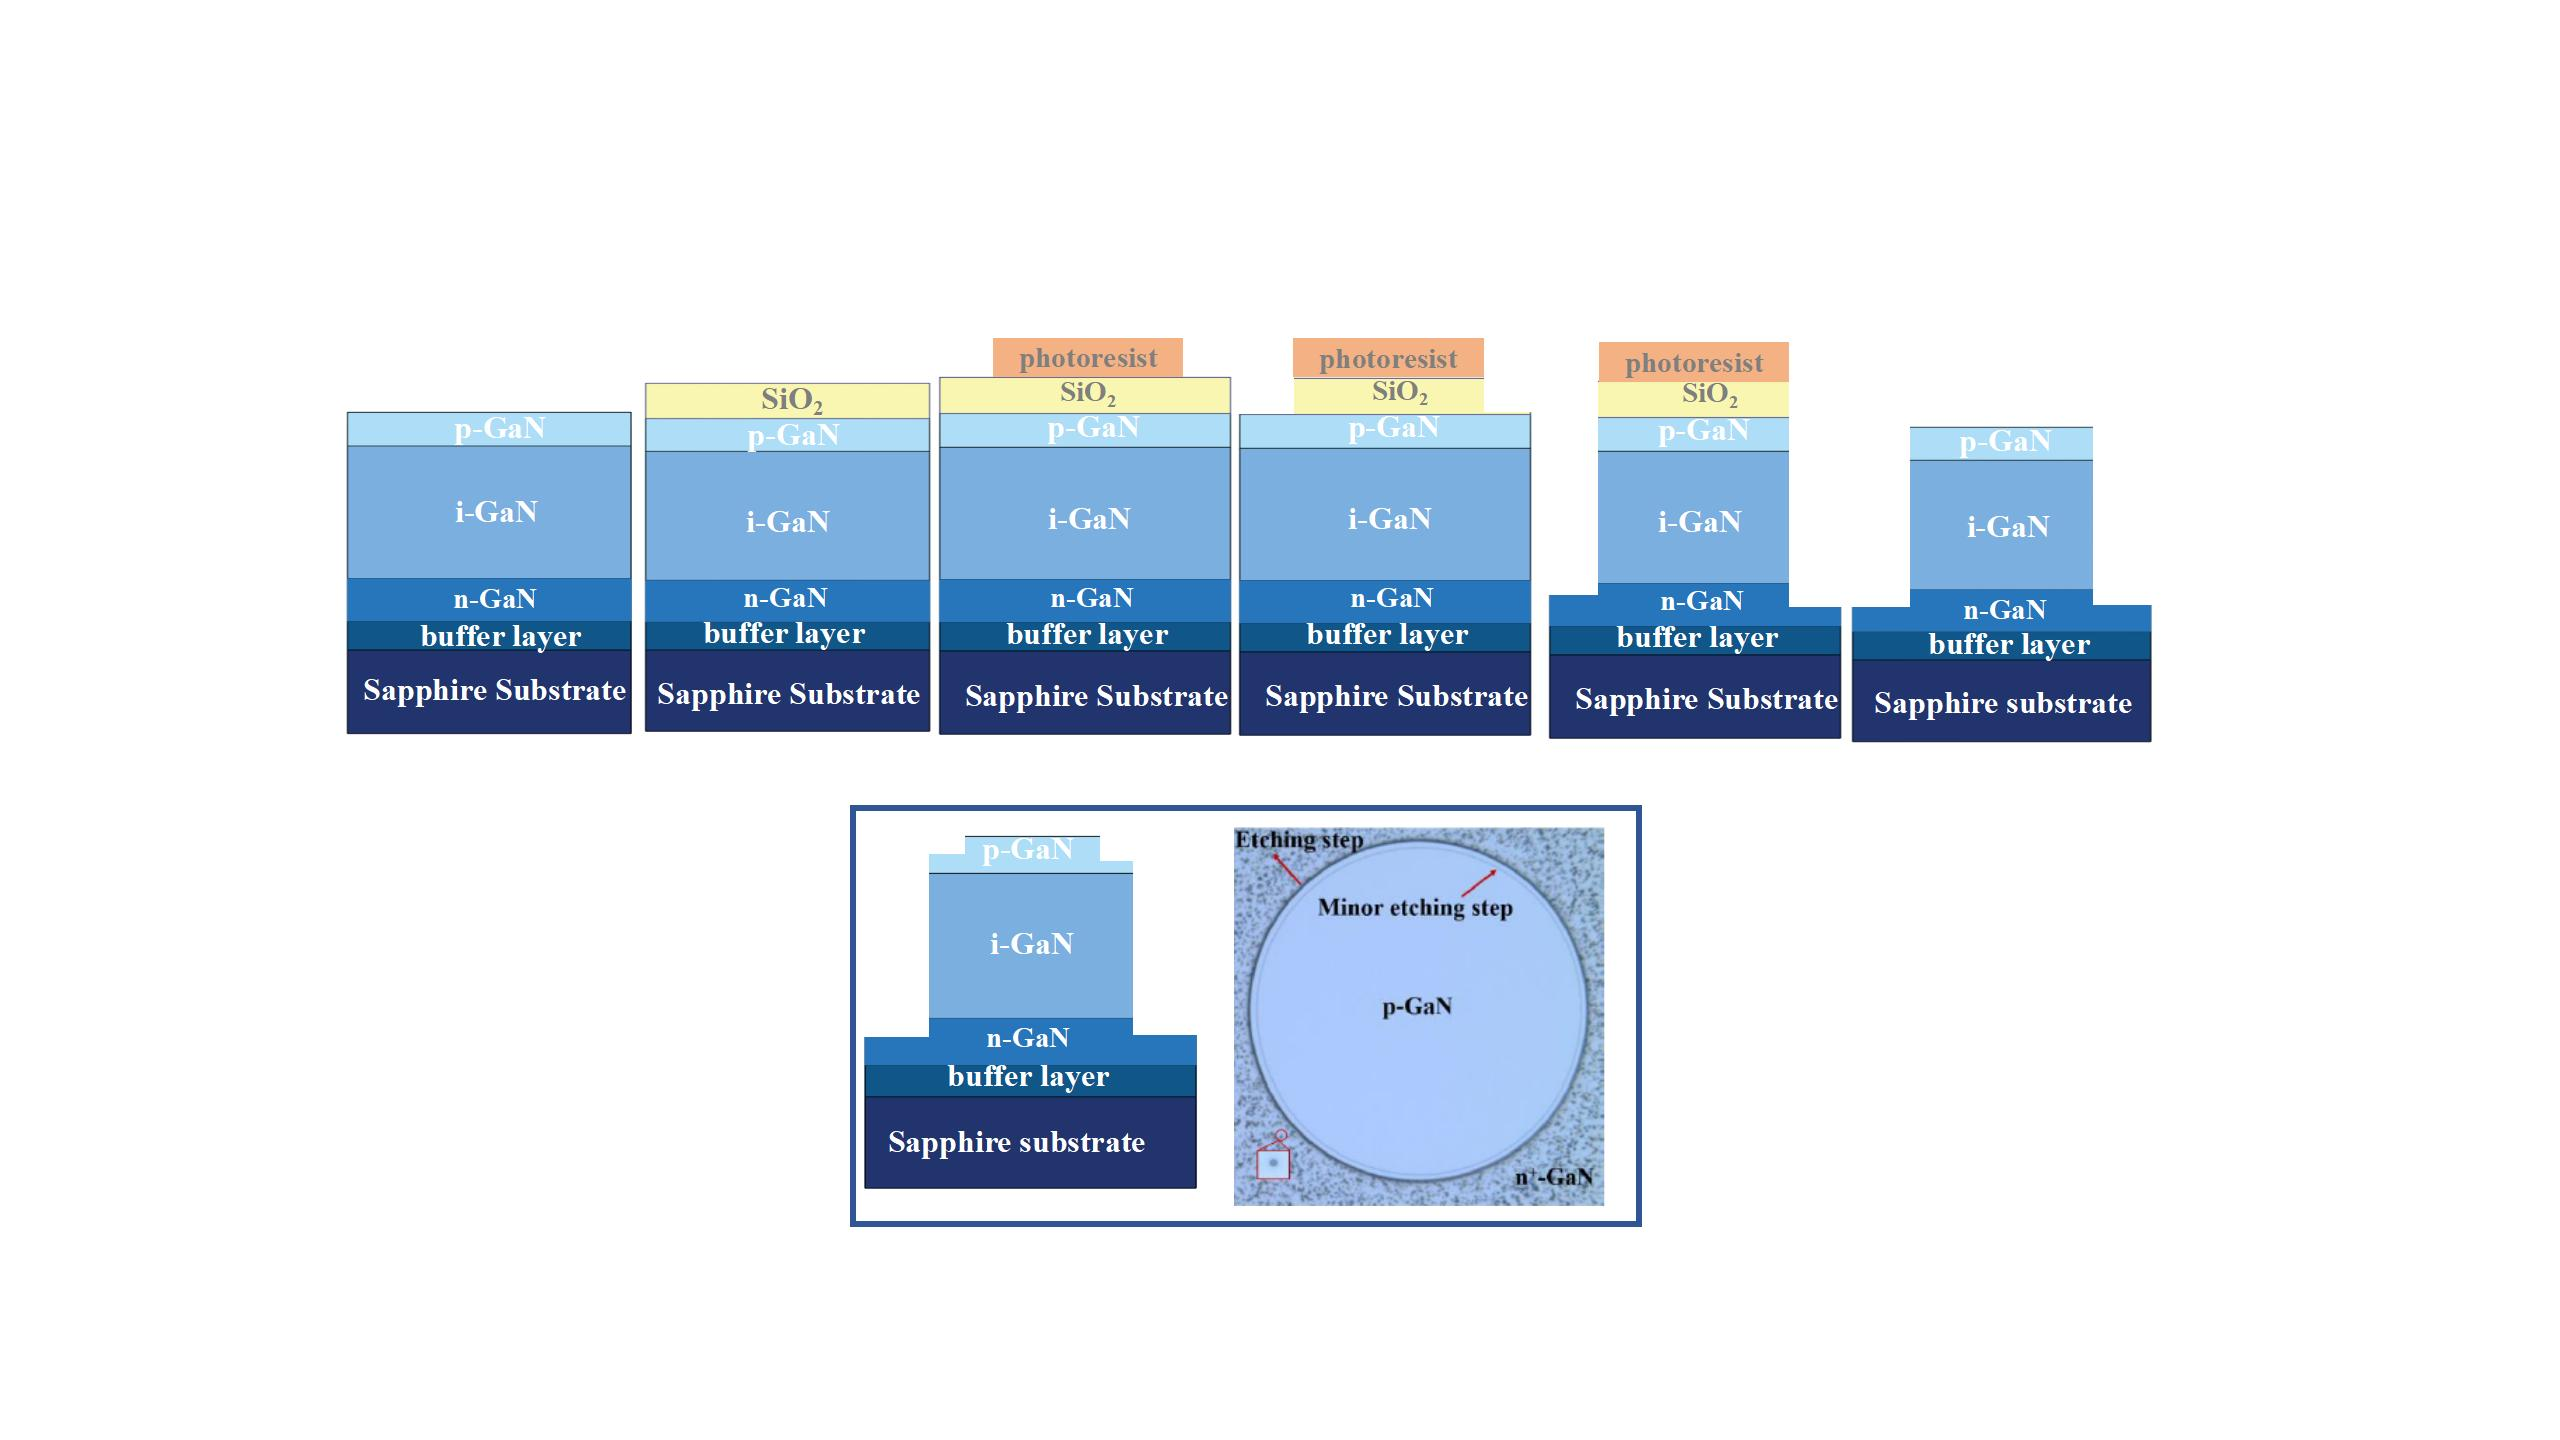 p-GaN
i-GaN
n-GaN
buffer layer
Sapphire Substrate
SiO₂
p-GaN
i-GaN
n-GaN
buffer layer
Sapphire Substrate
photoresist
SiO₂
p-GaN
i-GaN
n-GaN
buffer layer
Sapphire Substrate
photoresist
SiO₂
p-GaN
i-GaN
n-GaN
buffer layer
Sapphire Substrate
photoresist
SiO₂
p-GaN
i-GaN
n-GaN
buffer layer
Sapphire Substrate
p-GaN
i-GaN
n-GaN
buffer layer
Sapphire substrate
p-GaN
i-GaN
n-GaN
buffer layer
Sapphire substrate
Etching step
Minor etching step
p-GaN
n⁺-GaN